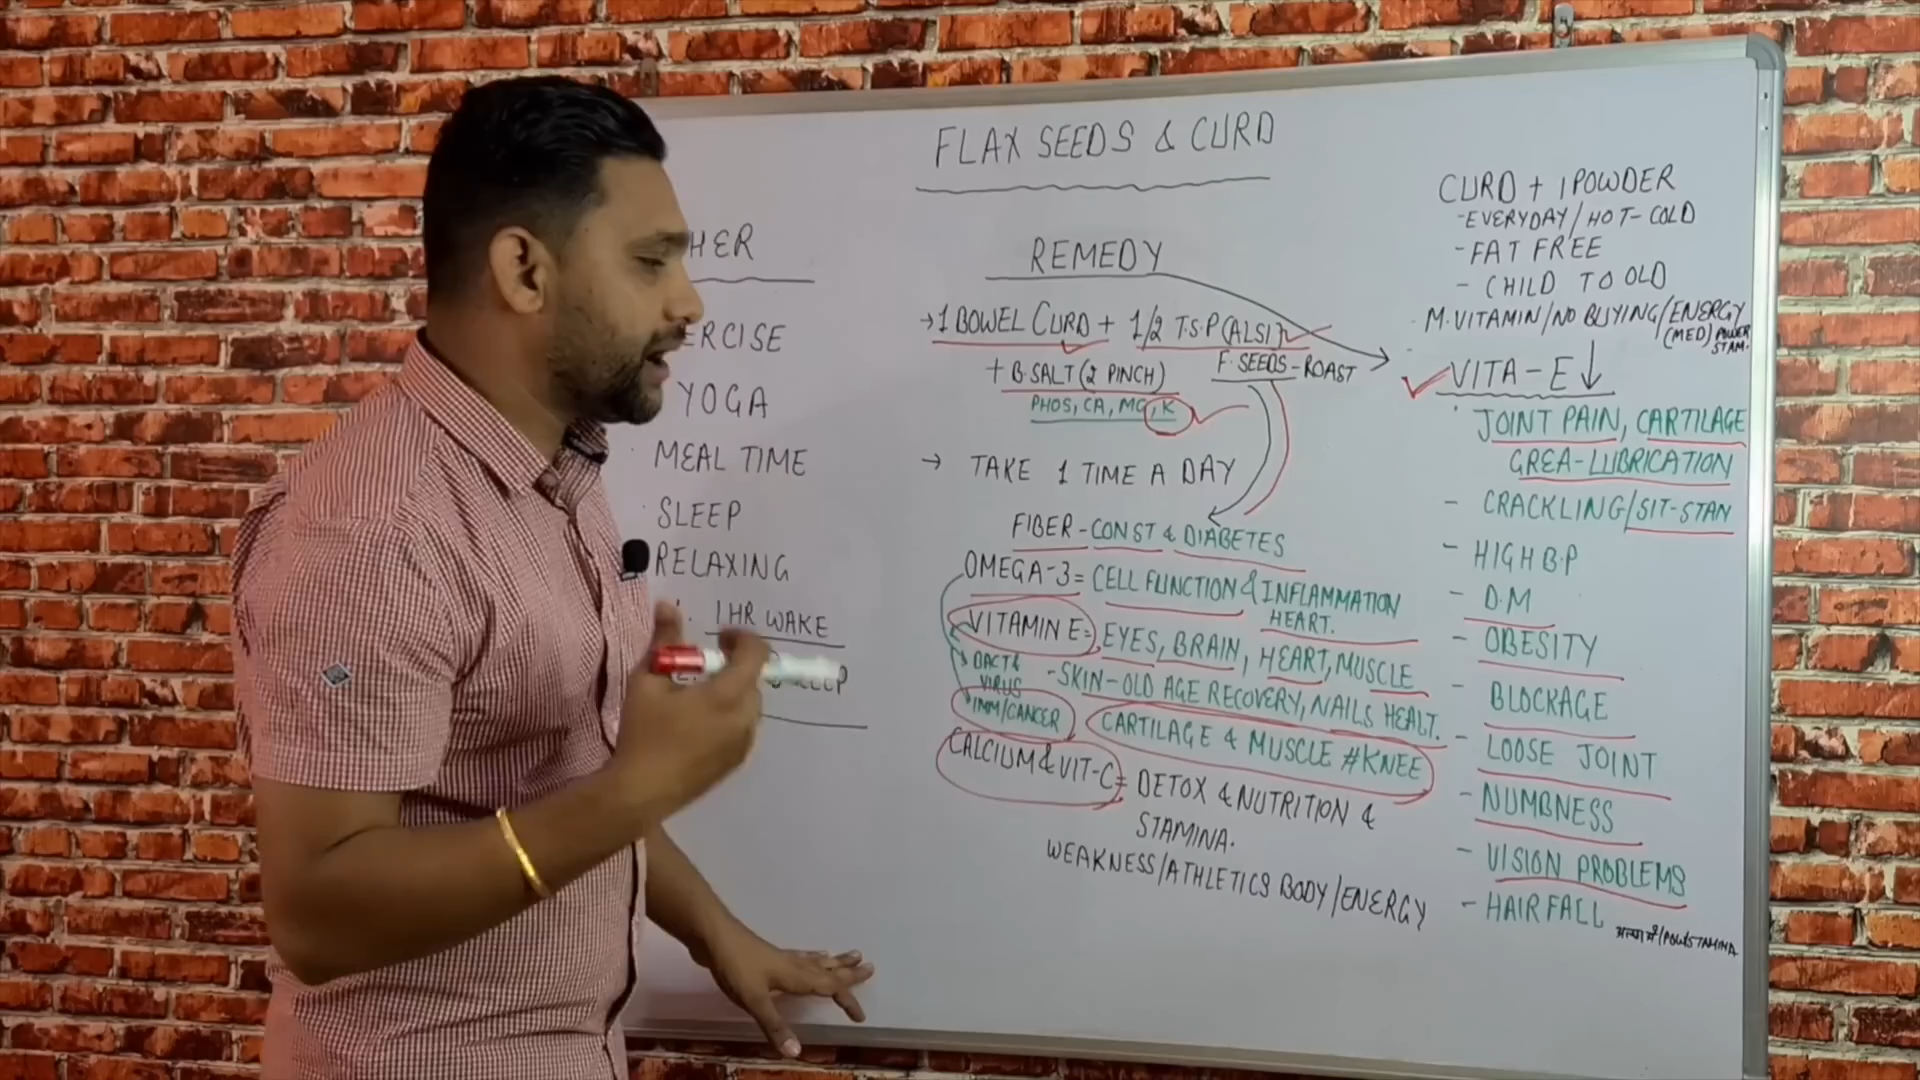 FLAX SEEDS & CURD
HER
ERCISE
YOGA
MEAL TIME
SLEEP
RELAXING
1 HR WAKE
REMEDY
→ 1 BOWEL CURD + 1/2 T.S.P (ALSI)
F. SEEDS - ROAST
+ B. SALT (2 PINCH)
PHOS, CA, MG, K
→ TAKE 1 TIME A DAY
FIBER - CONST & DIABETES
OMEGA-3 = CELL FUNCTION & INFLAMMATION
HEART.
VITAMIN E = EYES, BRAIN, HEART, MUSCLE
- SKIN - OLD AGE RECOVERY, NAILS HEALT.
BACT &
VIRUS
IMM/CANCER
CARTILAGE & MUSCLE #KNEE
CALCIUM & VIT-C = DETOX & NUTRITION &
STAMINA.
WEAKNESS/ATHLETICS BODY/ENERGY
CURD + 1 POWDER
- EVERYDAY/HOT-COLD
- FAT FREE
- CHILD TO OLD
M.VITAMIN/NO BUYING/ENERGY
(MED) POWER
STAM.
VITA-E ↓
JOINT PAIN, CARTILAGE
GREA-LUBRICATION
- CRACKLING/SIT-STAN
- HIGH B.P
- D.M
- OBESITY
- BLOCKAGE
- LOOSE JOINT
- NUMBNESS
- VISION PROBLEMS
- HAIR FALL